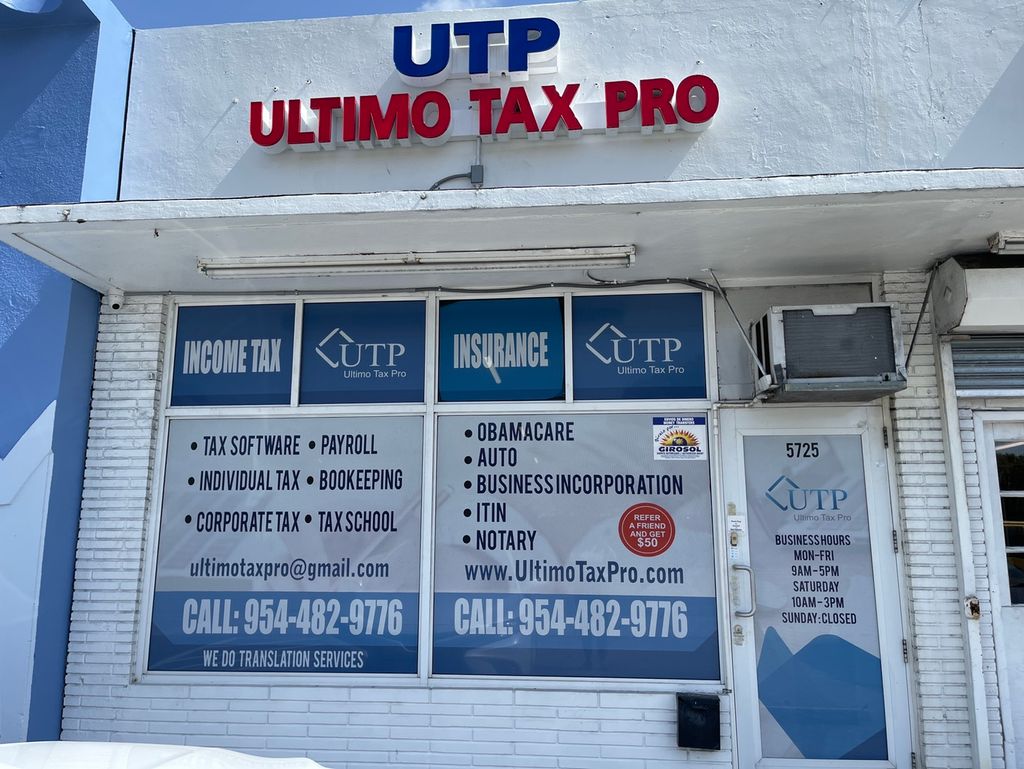 UTP
ULTIMO TAX PRO
INCOME TAX
UTP
Ultimo Tax Pro
INSURANCE
UTP
Ultimo Tax Pro
• TAX SOFTWARE • PAYROLL
• INDIVIDUAL TAX • BOOKEEPING
• CORPORATE TAX • TAX SCHOOL
ultimotaxpro@gmail.com
CALL: 954-482-9776
WE DO TRANSLATION SERVICES
• OBAMACARE
• AUTO
• BUSINESS INCORPORATION
• ITIN
• NOTARY
GIROSOL
REFER
A FRIEND
AND GET
$50
www.UltimoTaxPro.com
CALL: 954-482-9776
5725
UTP
Ultimo Tax Pro
BUSINESS HOURS
MON-FRI
9AM-5PM
SATURDAY
10AM-3PM
SUNDAY: CLOSED